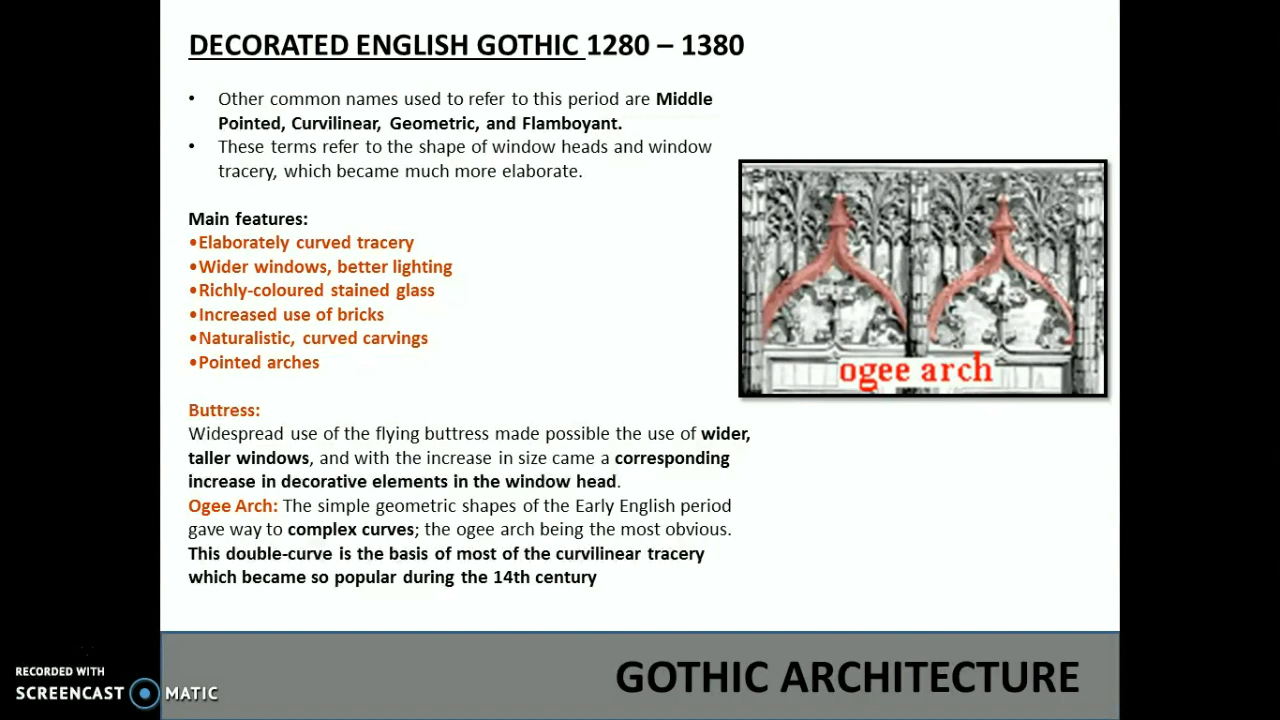 DECORATED ENGLISH GOTHIC 1280 – 1380
• Other common names used to refer to this period are Middle
Pointed, Curvilinear, Geometric, and Flamboyant.
• These terms refer to the shape of window heads and window
tracery, which became much more elaborate.
Main features:
•Elaborately curved tracery
•Wider windows, better lighting
•Richly-coloured stained glass
•Increased use of bricks
•Naturalistic, curved carvings
•Pointed arches
ogee arch
Buttress:
Widespread use of the flying buttress made possible the use of wider,
taller windows, and with the increase in size came a corresponding
increase in decorative elements in the window head.
Ogee Arch: The simple geometric shapes of the Early English period
gave way to complex curves; the ogee arch being the most obvious.
This double-curve is the basis of most of the curvilinear tracery
which became so popular during the 14th century
GOTHIC ARCHITECTURE
RECORDED WITH
SCREENCAST MATIC